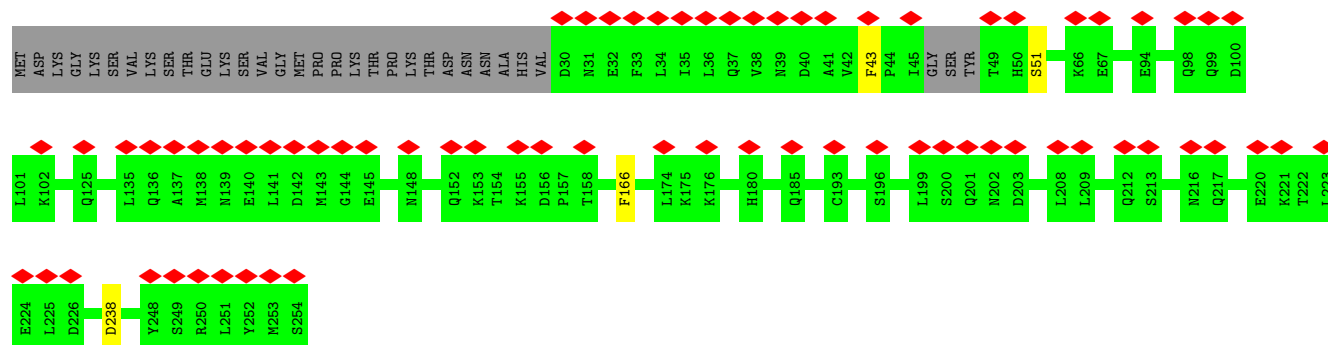 MET ASP LYS GLY LYS SER VAL LYS SER THR GLU LYS SER VAL GLY MET PRO PRO LYS THR PRO LYS THR ASP ASN ASN ALA HIS VAL D30 N31 E32 F33 L34 I35 L36 Q37 V38 N39 D40 A41 V42 F43 P44 I45 GLY SER TYR T49 H50 S51 K66 E67 E94 Q98 Q99 D100
L101 K102 Q125 L135 Q136 A137 M138 N139 E140 L141 D142 M143 G144 E145 N148 Q152 K153 T154 K155 D156 P157 T158 F166 L174 K175 K176 H180 Q185 C193 S196 L199 S200 Q201 N202 D203 L208 L209 Q212 S213 N216 Q217 E220 K221 T222 L223
E224 L225 D226 D238 Y248 S249 R250 L251 Y252 M253 S254